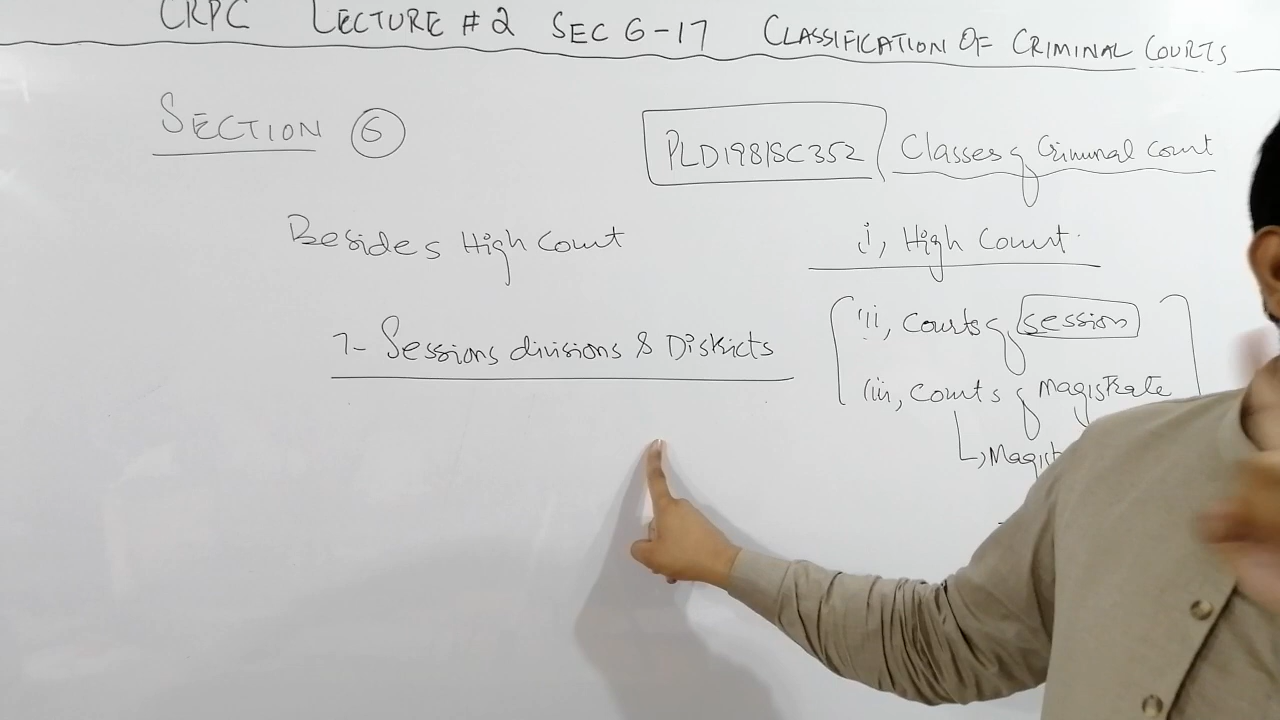 CRPC LECTURE # 2 SEC 6-17 CLASSIFICATION OF CRIMINAL COURTS
SECTION 6
PLD1981SC352 Classes of Criminal Court
Besides High Court
i, High Court.
7- Sessions divisions & Districts
ii, Courts of session
iii, Courts of Magistrate